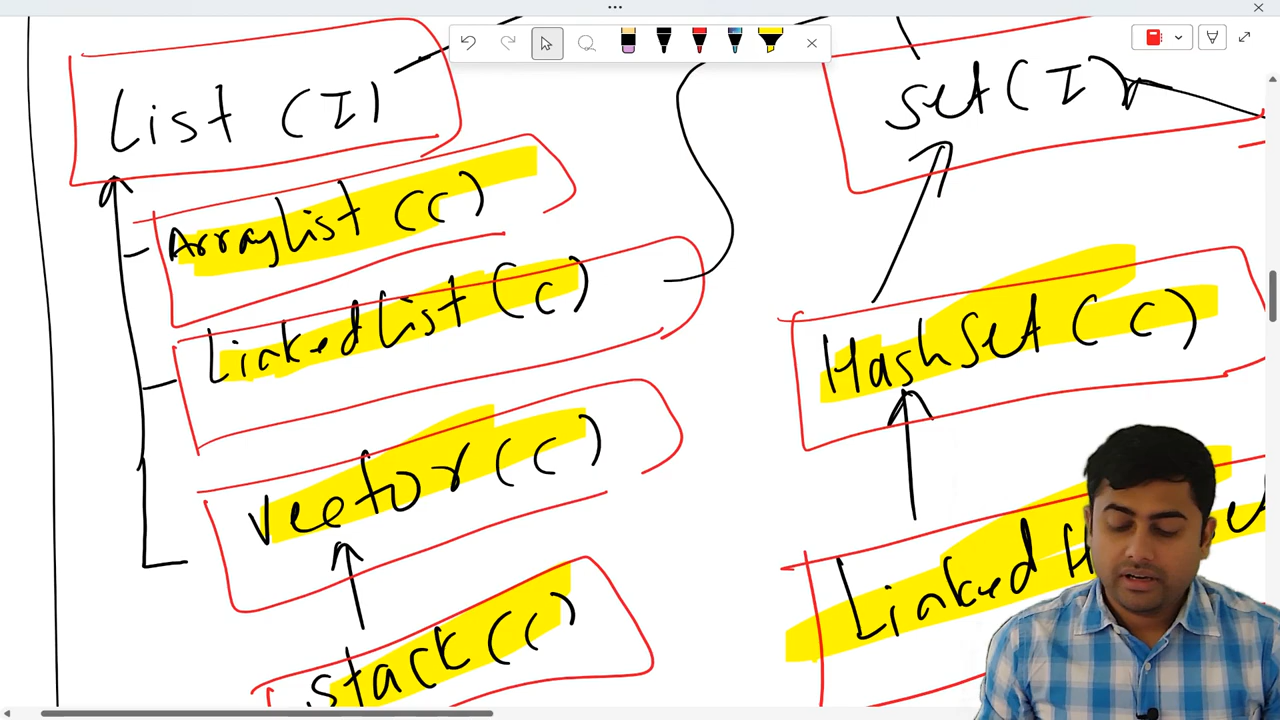 List (I)
ArrayList (C)
LinkedList (C)
Vector (C)
Stack (C)
Set (I)
HashSet (C)
Linked